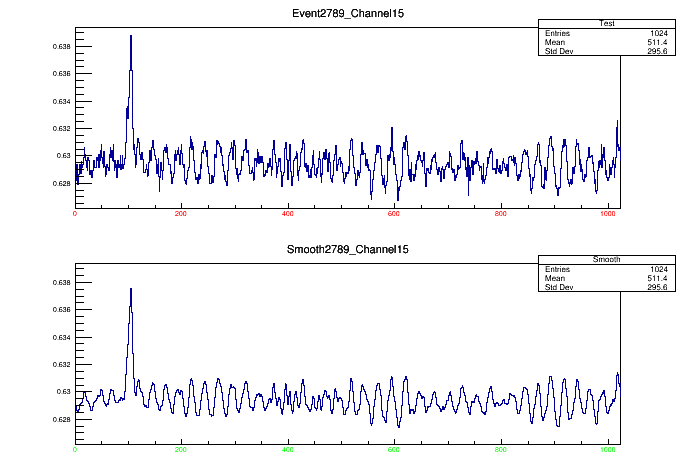 Event2789_Channel15
Test
Entries 1024
Mean 511.4
Std Dev 295.6
0.638
0.636
0.634
0.632
0.63
0.628
0 200 400 600 800 1000
Smooth2789_Channel15
Smooth
Entries 1024
Mean 511.4
Std Dev 295.6
0.638
0.636
0.634
0.632
0.63
0.628
0 200 400 600 800 1000